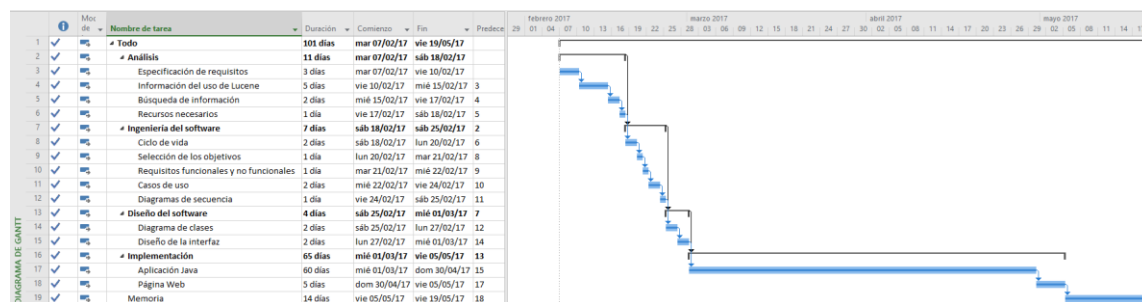 febrero 2017 marzo 2017 abril 2017 mayo 2017
Nombre de tarea Duración Comienzo Fin Predece 29 01 04 07 10 13 16 19 22 25 28 03 06 09 12 15 18 21 24 27 30 02 05 08 11 14 17 20 23 26 29 02 05 08 11 14
1 Todo 101 días mar 07/02/17 vie 19/05/17
2 Análisis 11 días mar 07/02/17 sáb 18/02/17
3 Especificación de requisitos 3 días mar 07/02/17 vie 10/02/17
4 Información del uso de Lucene 5 días vie 10/02/17 mié 15/02/17 3
5 Búsqueda de información 2 días mié 15/02/17 vie 17/02/17 4
6 Recursos necesarios 1 día vie 17/02/17 sáb 18/02/17 5
7 Ingeniería del software 7 días sáb 18/02/17 sáb 25/02/17 2
8 Ciclo de vida 2 días sáb 18/02/17 lun 20/02/17 6
9 Selección de los objetivos 1 día lun 20/02/17 mar 21/02/17 8
10 Requisitos funcionales y no funcionales 1 día mar 21/02/17 mié 22/02/17 9
11 Casos de uso 2 días mié 22/02/17 vie 24/02/17 10
12 Diagramas de secuencia 1 día vie 24/02/17 sáb 25/02/17 11
13 Diseño del software 4 días sáb 25/02/17 mié 01/03/17 7
14 Diagrama de clases 2 días sáb 25/02/17 lun 27/02/17 12
15 Diseño de la interfaz 2 días lun 27/02/17 mié 01/03/17 14
16 Implementación 65 días mié 01/03/17 vie 05/05/17 13
17 Aplicación Java 60 días mié 01/03/17 dom 30/04/17 15
18 Página Web 5 días dom 30/04/17 vie 05/05/17 17
19 Memoria 14 días vie 05/05/17 vie 19/05/17 18
DIAGRAMA DE GANTT